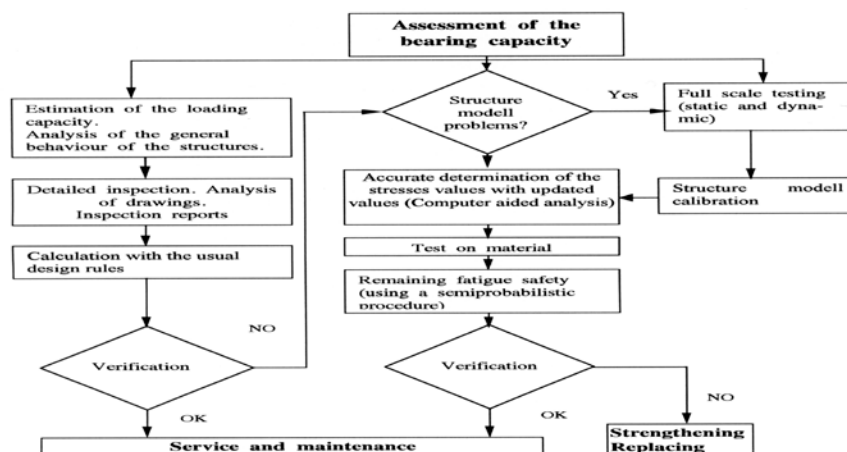 Assessment of the
bearing capacity
Estimation of the loading
capacity.
Analysis of the general
behaviour of the structures.
Detailed inspection. Analysis
of drawings.
Inspection reports
Calculation with the usual
design rules
Verification
NO
OK
Structure
modell
problems?
Yes
Full scale testing
(static and dyna-
mic)
Structure modell
calibration
Accurate determination of the
stresses values with updated
values (Computer aided analysis)
Test on material
Remaining fatigue safety
(using a semiprobabilistic
procedure)
Verification
OK
NO
Service and maintenance
Strengthening
Replacing